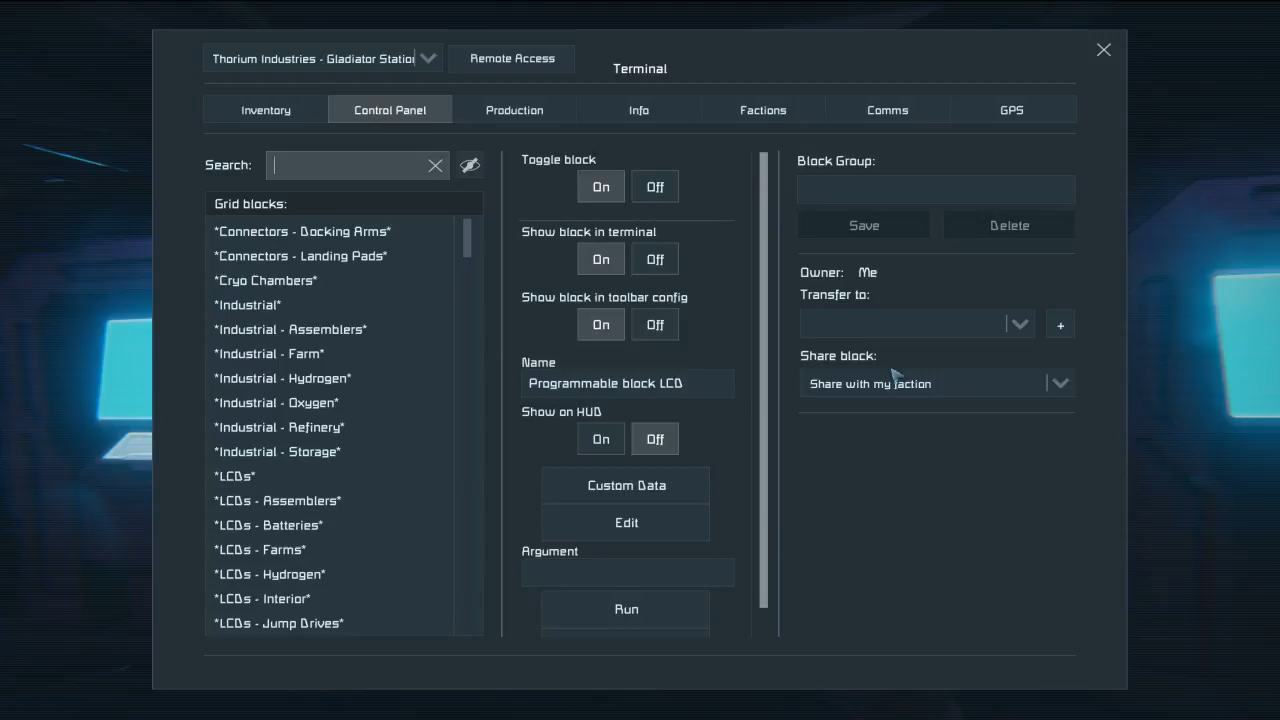 Thorium Industries - Gladiator Station
Remote Access
Terminal
Inventory
Control Panel
Production
Info
Factions
Comms
GPS
Search:
Grid blocks:
*Connectors - Docking Arms*
*Connectors - Landing Pads*
*Cryo Chambers*
*Industrial*
*Industrial - Assemblers*
*Industrial - Farm*
*Industrial - Hydrogen*
*Industrial - Oxygen*
*Industrial - Refinery*
*Industrial - Storage*
*LCDs*
*LCDs - Assemblers*
*LCDs - Batteries*
*LCDs - Farms*
*LCDs - Hydrogen*
*LCDs - Interior*
*LCDs - Jump Drives*
Toggle block
On Off
Show block in terminal
On Off
Show block in toolbar config
On Off
Name
Programmable block LCD
Show on HUD
On Off
Custom Data
Edit
Argument
Run
Block Group:
Save Delete
Owner: Me
Transfer to:
+
Share block:
Share with my faction